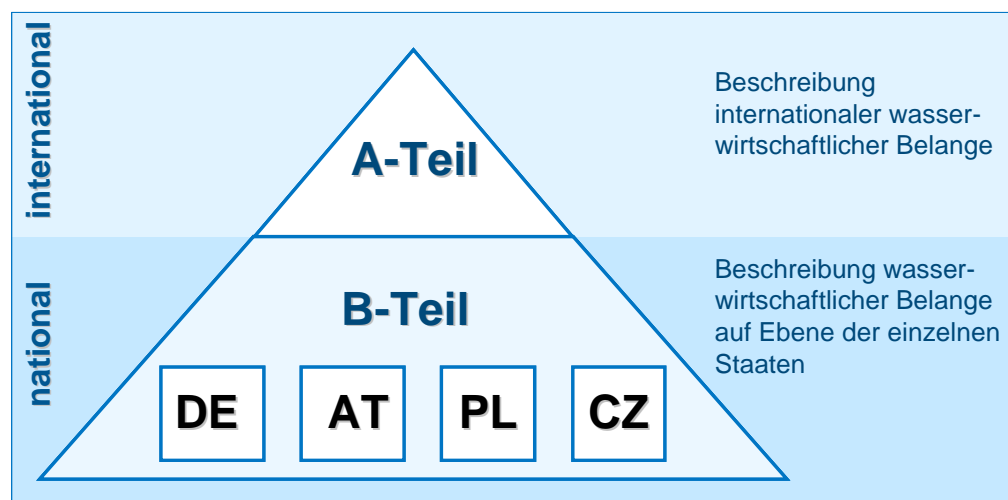 international
A-Teil
Beschreibung
internationaler wasser-
wirtschaftlicher Belange
national
B-Teil
DE AT PL CZ
Beschreibung wasser-
wirtschaftlicher Belange
auf Ebene der einzelnen
Staaten